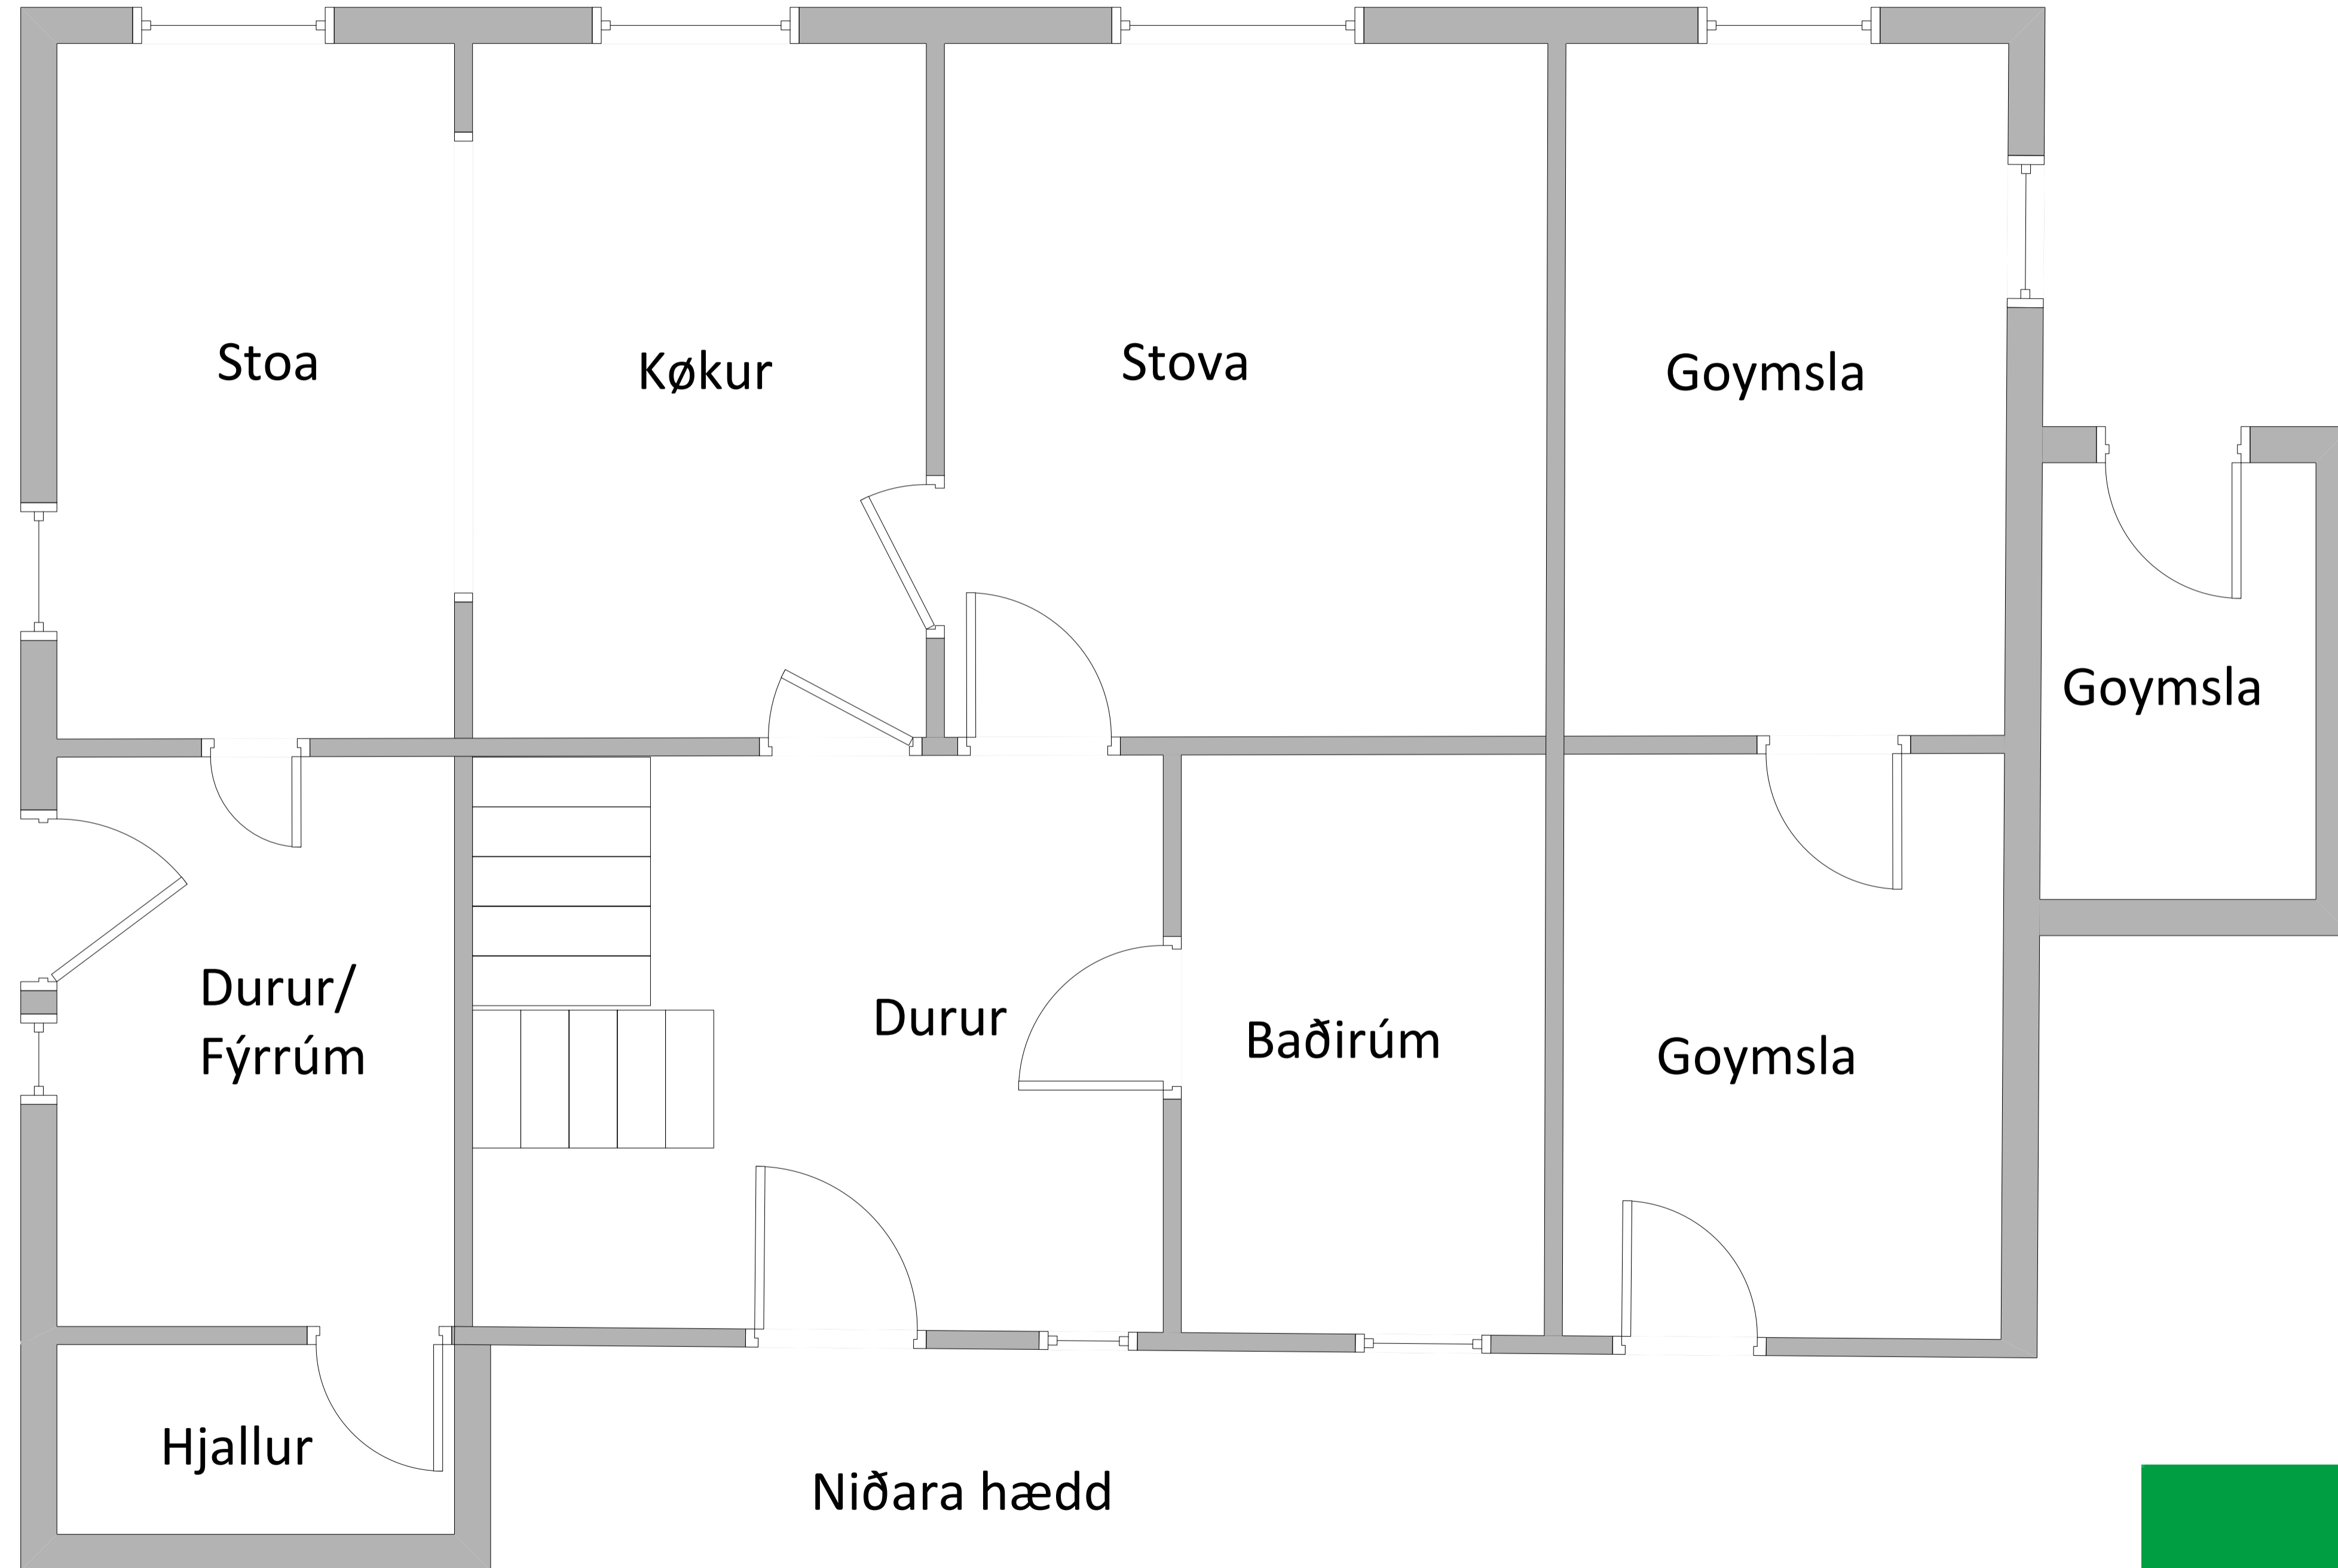 Stoa
Køkur
Stova
Goymsla
Goymsla
Durur/
Fýrrúm
Durur
Baðirúm
Goymsla
Hjallur
Niðara hædd